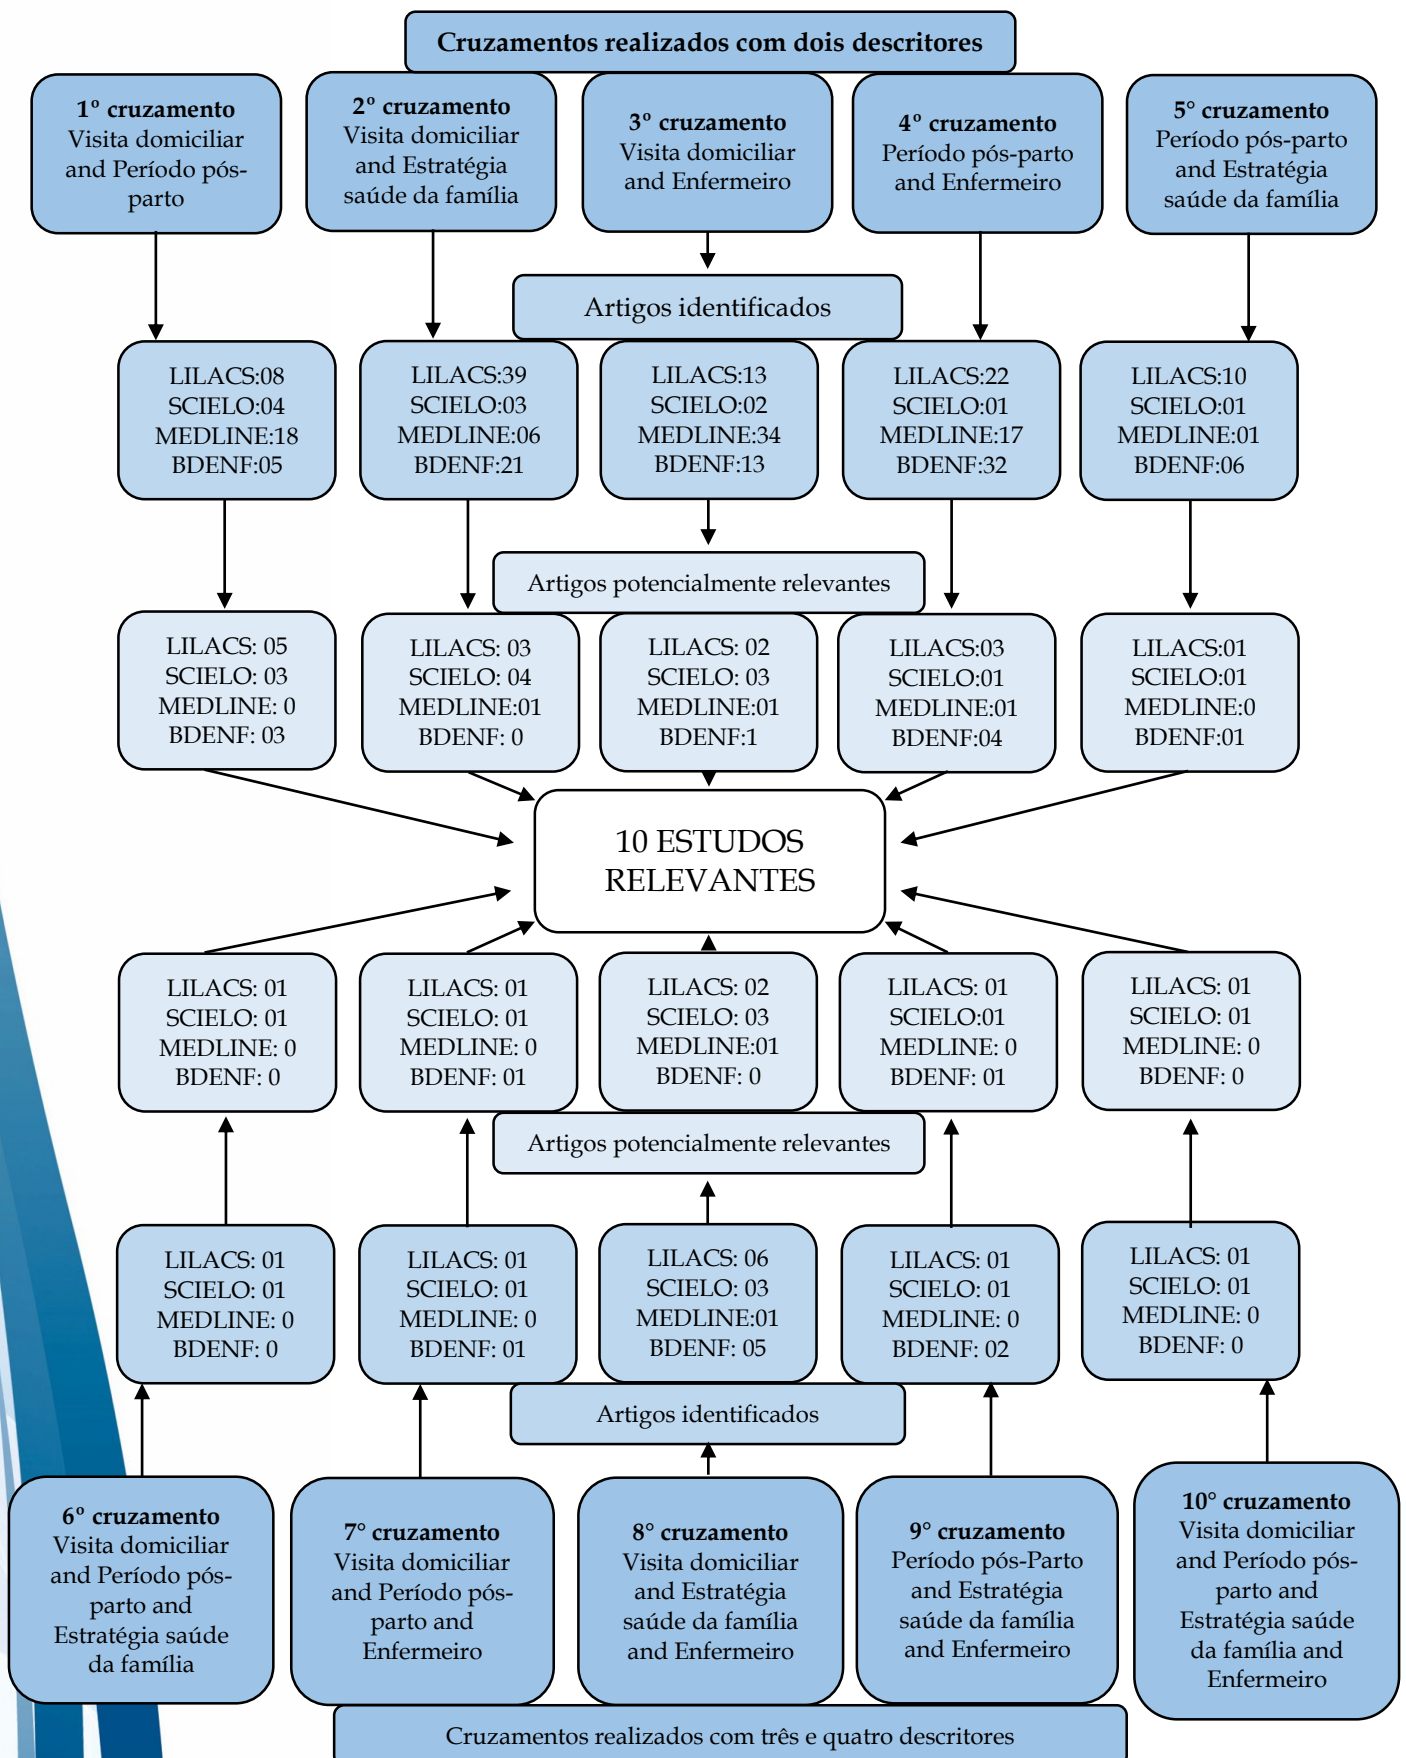 Cruzamentos realizados com dois descritores
1º cruzamento
Visita domiciliar
and Período pós-
parto
2º cruzamento
Visita domiciliar
and Estratégia
saúde da família
3º cruzamento
Visita domiciliar
and Enfermeiro
4º cruzamento
Período pós-parto
and Enfermeiro
5° cruzamento
Período pós-parto
and Estratégia
saúde da família
Artigos identificados
LILACS:08
SCIELO:04
MEDLINE:18
BDENF:05
LILACS:39
SCIELO:03
MEDLINE:06
BDENF:21
LILACS:13
SCIELO:02
MEDLINE:34
BDENF:13
LILACS:22
SCIELO:01
MEDLINE:17
BDENF:32
LILACS:10
SCIELO:01
MEDLINE:01
BDENF:06
Artigos potencialmente relevantes
LILACS: 05
SCIELO: 03
MEDLINE: 0
BDENF: 03
LILACS: 03
SCIELO: 04
MEDLINE:01
BDENF: 0
LILACS: 02
SCIELO: 03
MEDLINE:01
BDENF:1
LILACS:03
SCIELO:01
MEDLINE:01
BDENF:04
LILACS:01
SCIELO:01
MEDLINE:0
BDENF:01
10 ESTUDOS
RELEVANTES
LILACS: 01
SCIELO: 01
MEDLINE: 0
BDENF: 0
LILACS: 01
SCIELO: 01
MEDLINE: 0
BDENF: 01
LILACS: 02
SCIELO: 03
MEDLINE:01
BDENF: 0
LILACS: 01
SCIELO:01
MEDLINE: 0
BDENF: 01
LILACS: 01
SCIELO: 01
MEDLINE: 0
BDENF: 0
Artigos potencialmente relevantes
LILACS: 01
SCIELO: 01
MEDLINE: 0
BDENF: 0
LILACS: 01
SCIELO: 01
MEDLINE: 0
BDENF: 01
LILACS: 06
SCIELO: 03
MEDLINE:01
BDENF: 05
LILACS: 01
SCIELO: 01
MEDLINE: 0
BDENF: 02
LILACS: 01
SCIELO: 01
MEDLINE: 0
BDENF: 0
Artigos identificados
6º cruzamento
Visita domiciliar
and Período pós-
parto and
Estratégia saúde
da família
7° cruzamento
Visita domiciliar
and Período pós-
parto and
Enfermeiro
8° cruzamento
Visita domiciliar
and Estratégia
saúde da família
and Enfermeiro
9° cruzamento
Período pós-Parto
and Estratégia
saúde da família
and Enfermeiro
10° cruzamento
Visita domiciliar
and Período pós-
parto and
Estratégia saúde
da família and
Enfermeiro
Cruzamentos realizados com três e quatro descritores